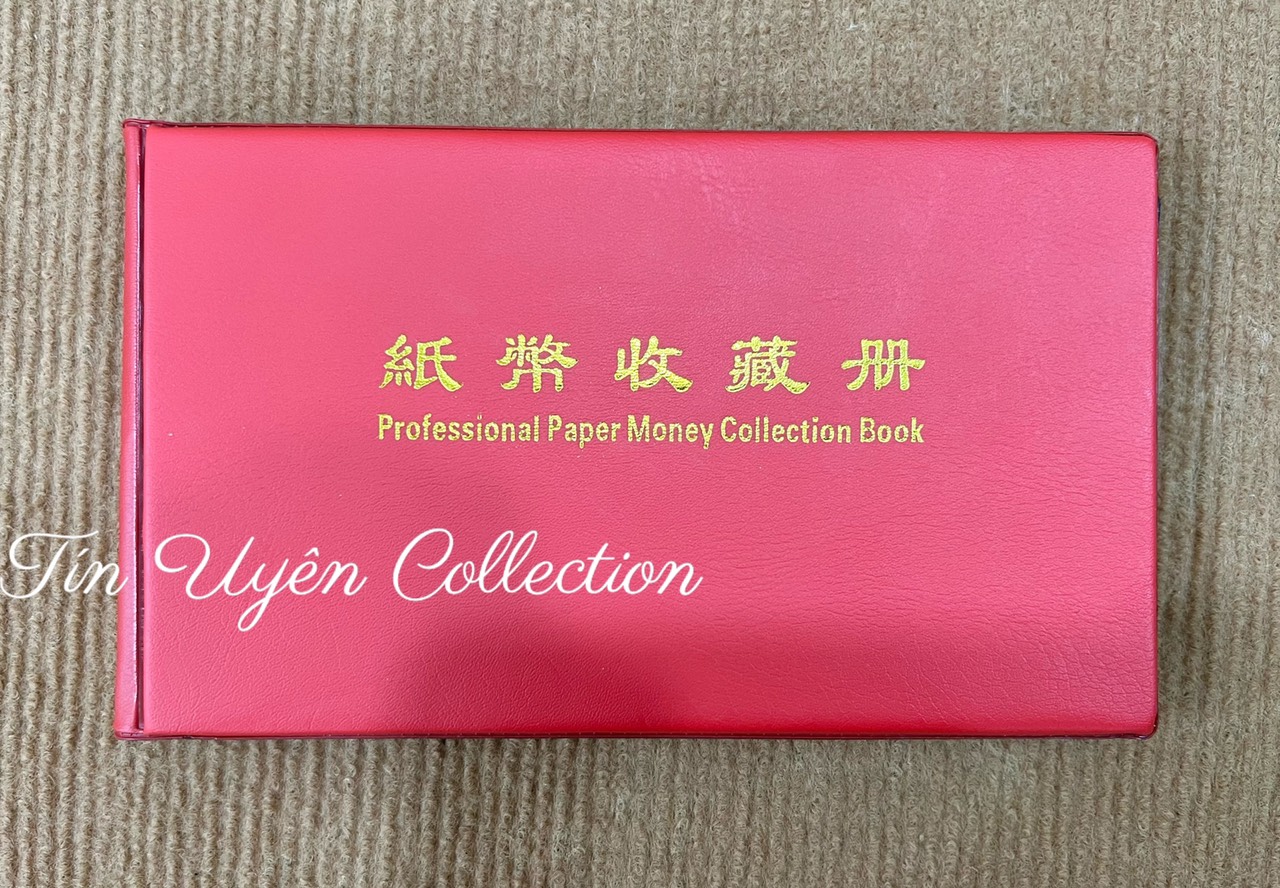 紙幣收藏册
Professional Paper Money Collection Book
Tín Uyên Collection